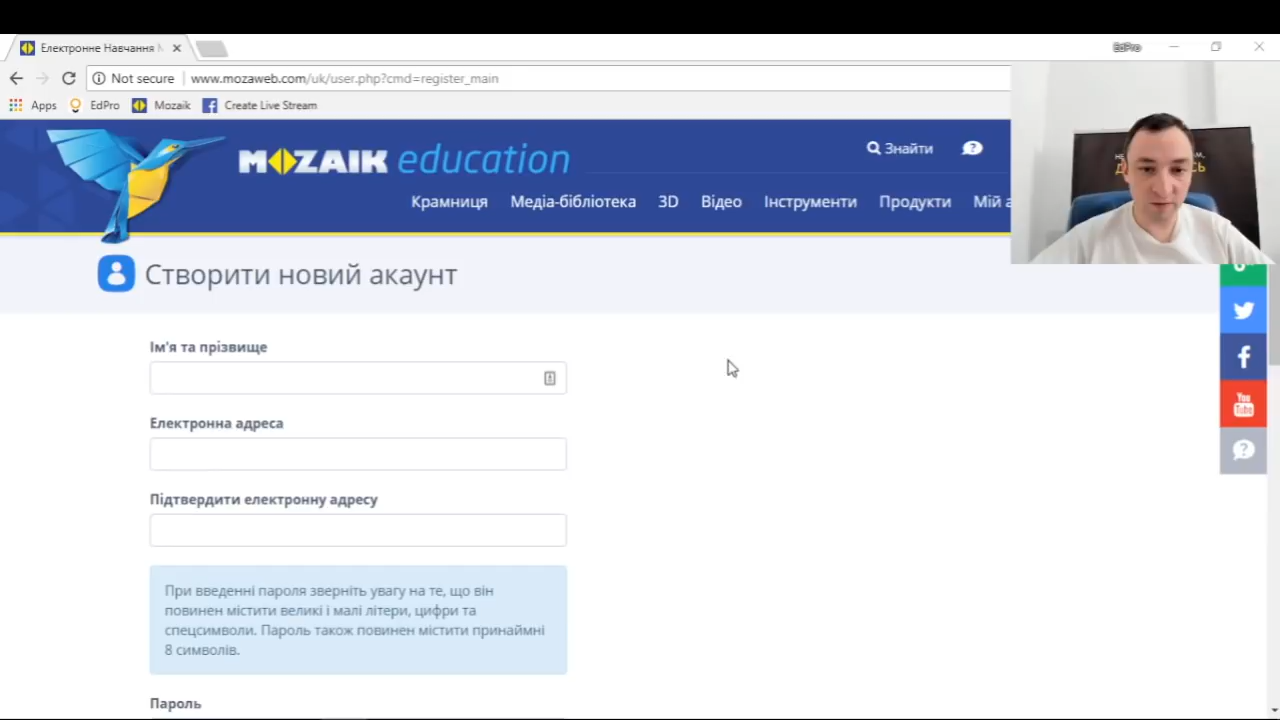 Електронне Навчання М
EdPro
Not secure
www.mozaweb.com/uk/user.php?cmd=register_main
Apps
EdPro
Mozaik
Create Live Stream
MOZAIK education
Знайти
Крамниця
Медіа-бібліотека
3D
Відео
Інструменти
Продукти
Мій а
Створити новий акаунт
Ім'я та прізвище
Електронна адреса
Підтвердити електронну адресу
При введенні пароля зверніть увагу на те, що він
повинен містити великі і малі літери, цифри та
спецсимволи. Пароль також повинен містити принаймні
8 символів.
Пароль
You
Tube